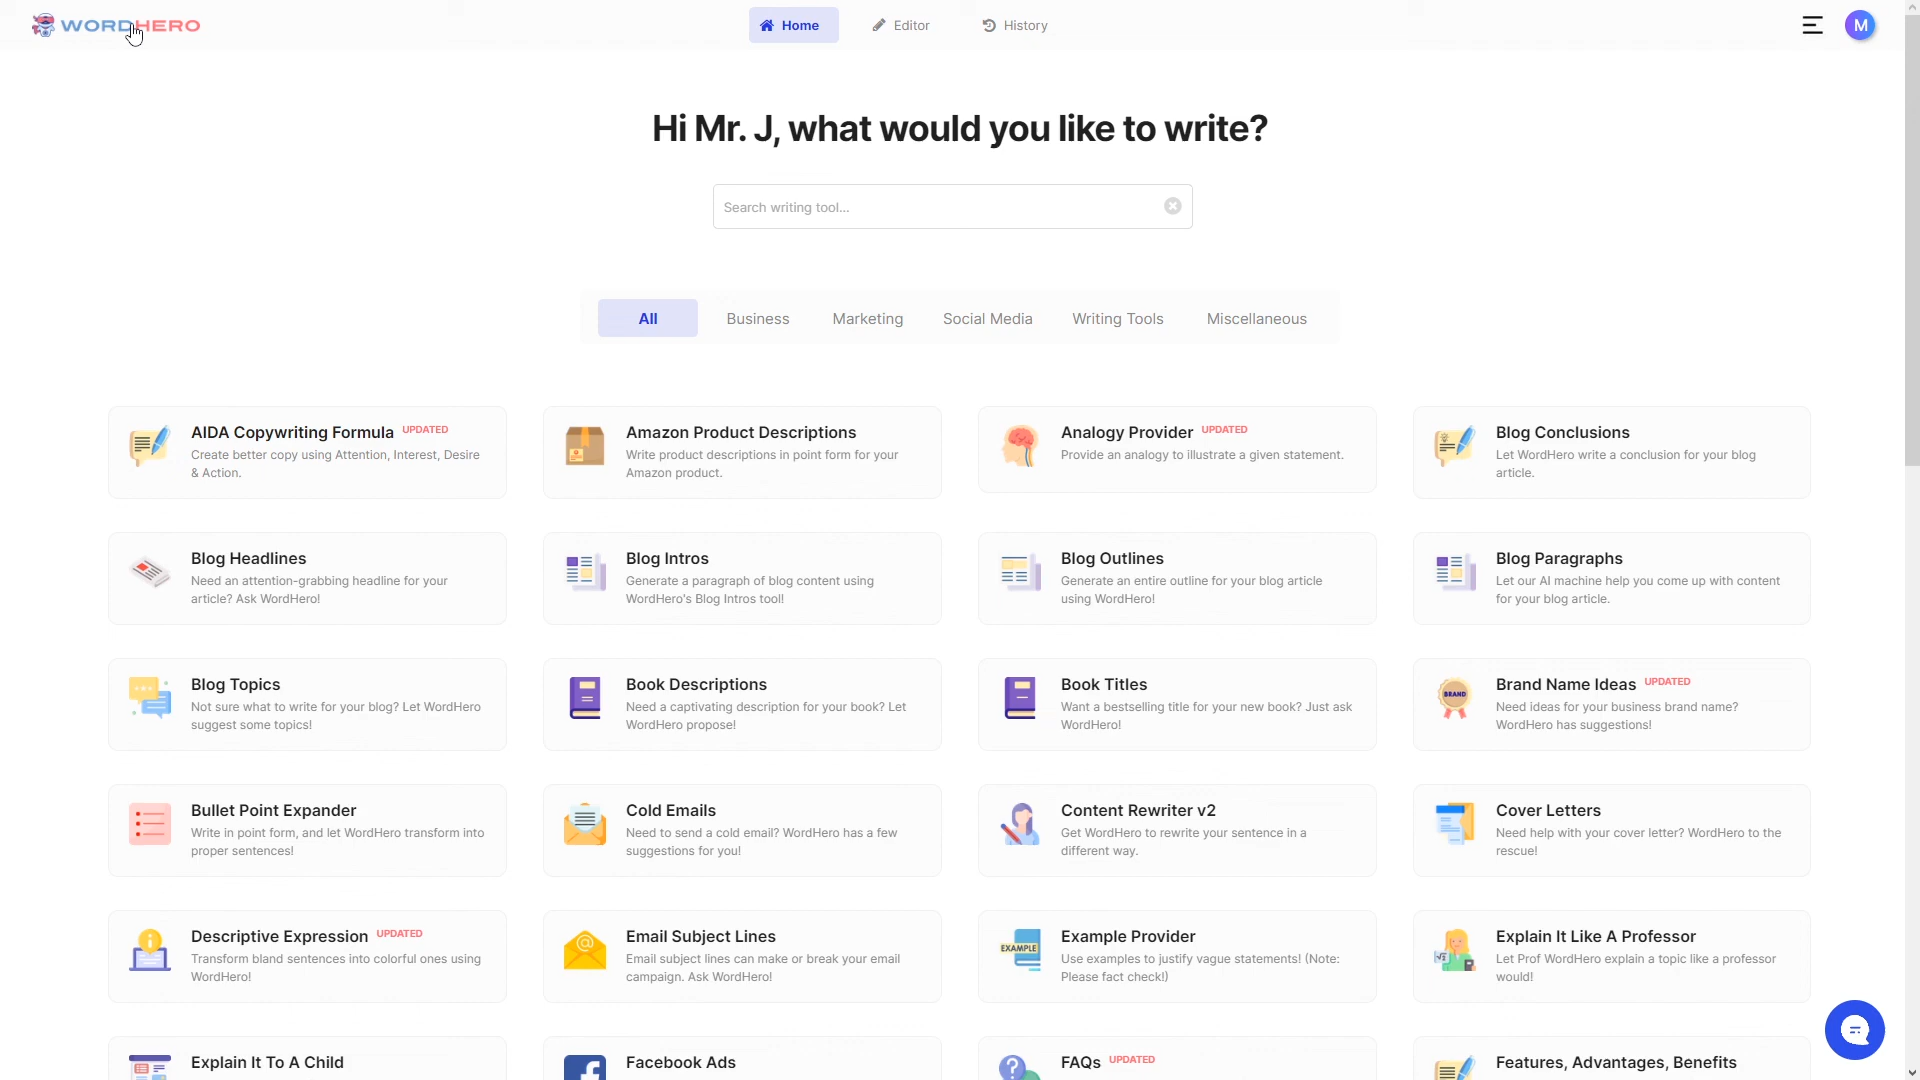 WORDHERO
Home
Editor
History
M
Hi Mr. J, what would you like to write?
Search writing tool...
All
Business
Marketing
Social Media
Writing Tools
Miscellaneous
AIDA Copywriting Formula UPDATED
Create better copy using Attention, Interest, Desire
& Action.
Amazon Product Descriptions
Write product descriptions in point form for your
Amazon product.
Analogy Provider UPDATED
Provide an analogy to illustrate a given statement.
Blog Conclusions
Let WordHero write a conclusion for your blog
article.
Blog Headlines
Need an attention-grabbing headline for your
article? Ask WordHero!
Blog Intros
Generate a paragraph of blog content using
WordHero's Blog Intros tool!
Blog Outlines
Generate an entire outline for your blog article
using WordHero!
Blog Paragraphs
Let our AI machine help you come up with content
for your blog article.
Blog Topics
Not sure what to write for your blog? Let WordHero
suggest some topics!
Book Descriptions
Need a captivating description for your book? Let
WordHero propose!
Book Titles
Want a bestselling title for your new book? Just ask
WordHero!
BRAND
Brand Name Ideas UPDATED
Need ideas for your business brand name?
WordHero has suggestions!
Bullet Point Expander
Write in point form, and let WordHero transform into
proper sentences!
Cold Emails
Need to send a cold email? WordHero has a few
suggestions for you!
Content Rewriter v2
Get WordHero to rewrite your sentence in a
different way.
Cover Letters
Need help with your cover letter? WordHero to the
rescue!
Descriptive Expression UPDATED
Transform bland sentences into colorful ones using
WordHero!
Email Subject Lines
Email subject lines can make or break your email
campaign. Ask WordHero!
EXAMPLE
Example Provider
Use examples to justify vague statements! (Note:
Please fact check!)
Explain It Like A Professor
Let Prof WordHero explain a topic like a professor
would!
Explain It To A Child
Facebook Ads
FAQs UPDATED
Features, Advantages, Benefits